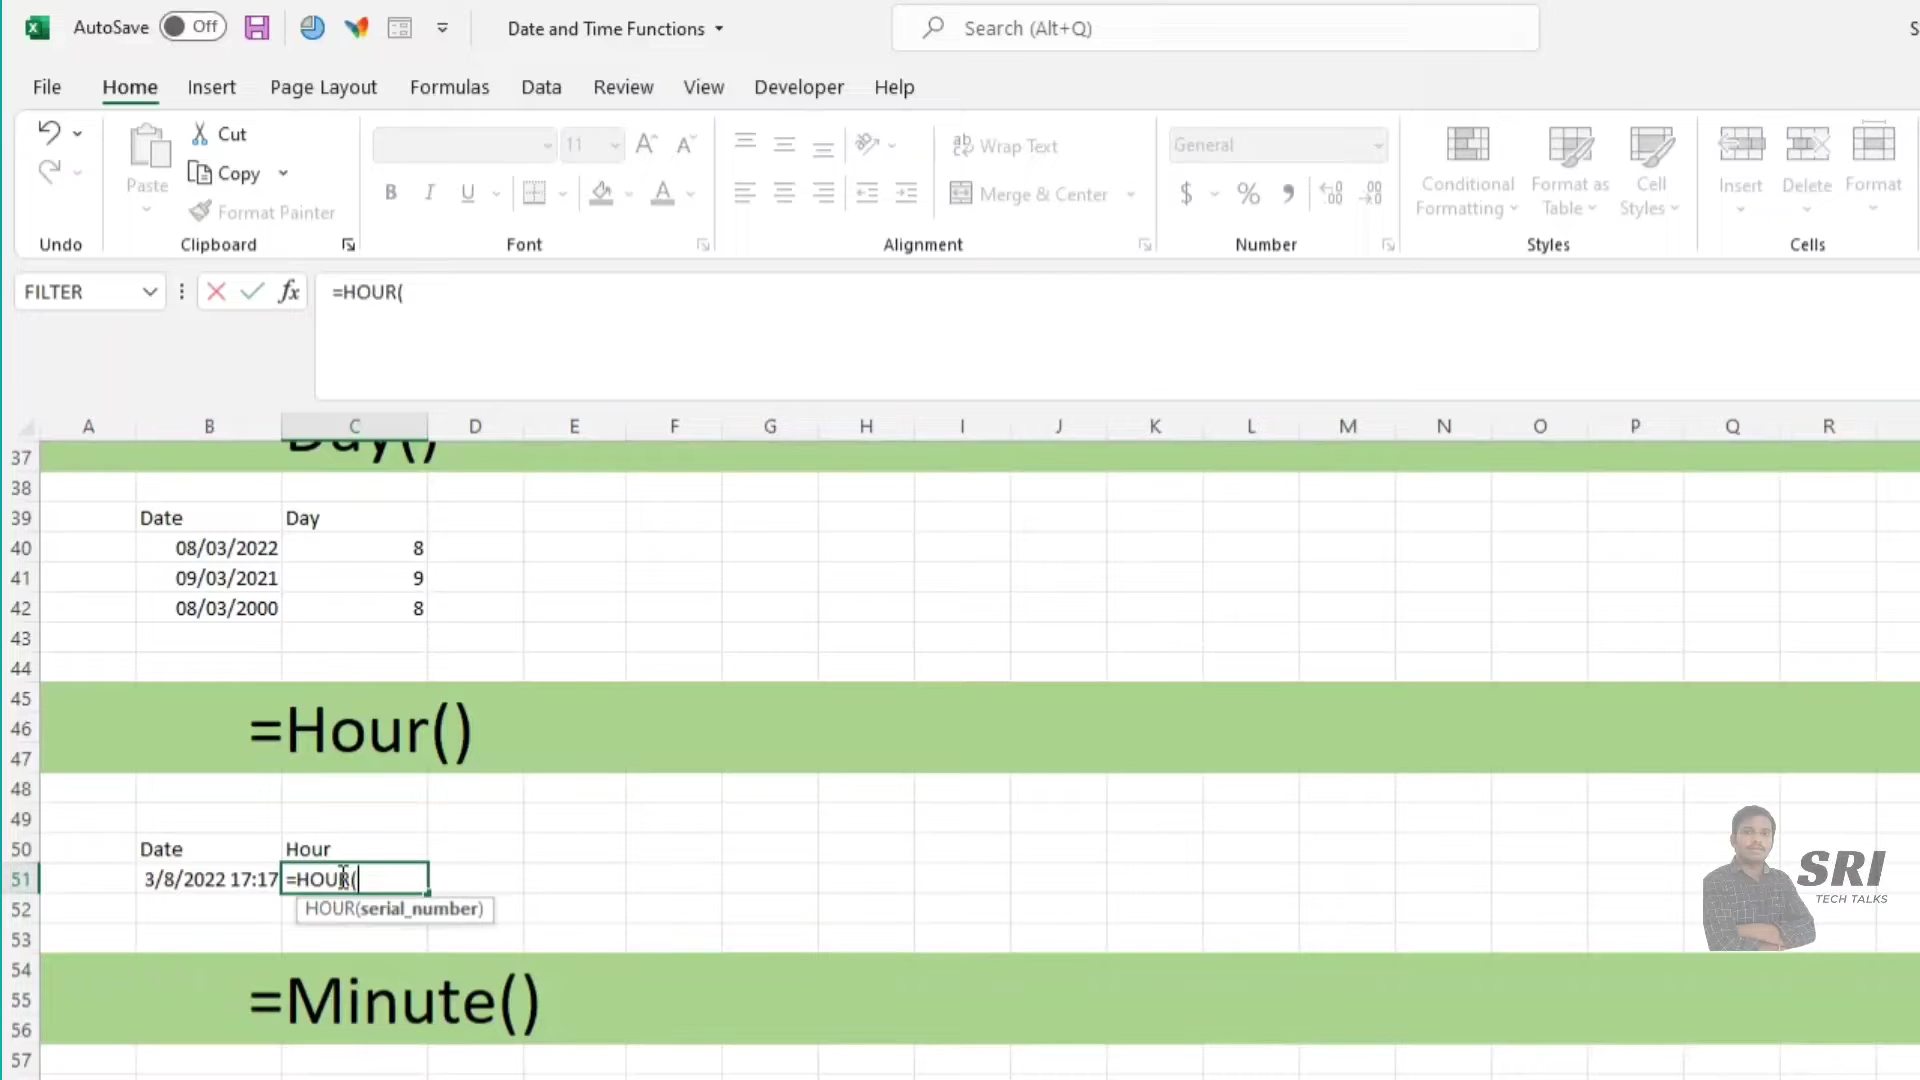 AutoSave Off Date and Time Functions Search (Alt+Q) S
File Home Insert Page Layout Formulas Data Review View Developer Help
Paste Cut Copy Format Painter
11 Wrap Text Merge & Center
General $ % 9 .00
Conditional Formatting Format as Table Cell Styles Insert Delete Format
Undo Clipboard Font Alignment Number Styles Cells
FILTER fx =HOUR(
A B C D E F G H I J K L M N O P Q R
37 Day()
38
39 Date Day
40 08/03/2022 8
41 09/03/2021 9
42 08/03/2000 8
43
44
45
46 =Hour()
47
48
49
50 Date Hour
51 3/8/2022 17:17 =HOUR(
52 HOUR(serial_number)
53
54
55 =Minute()
56
57
SRI
TECH TALKS